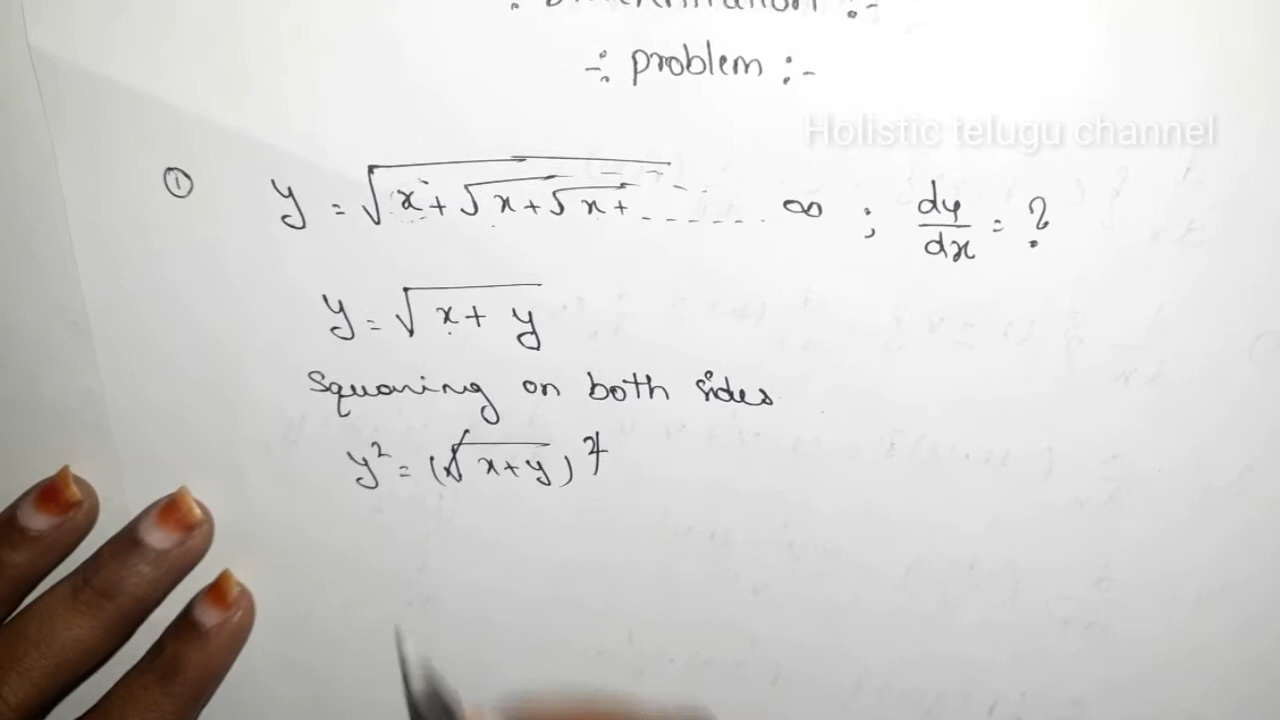 -: problem :-
Holistic telugu channel
① y = √x + √x + √x + - - - - - - ∞ ; dy/dx = ?
y = √x + y
Squaring on both sides
y² = (√x+y)²